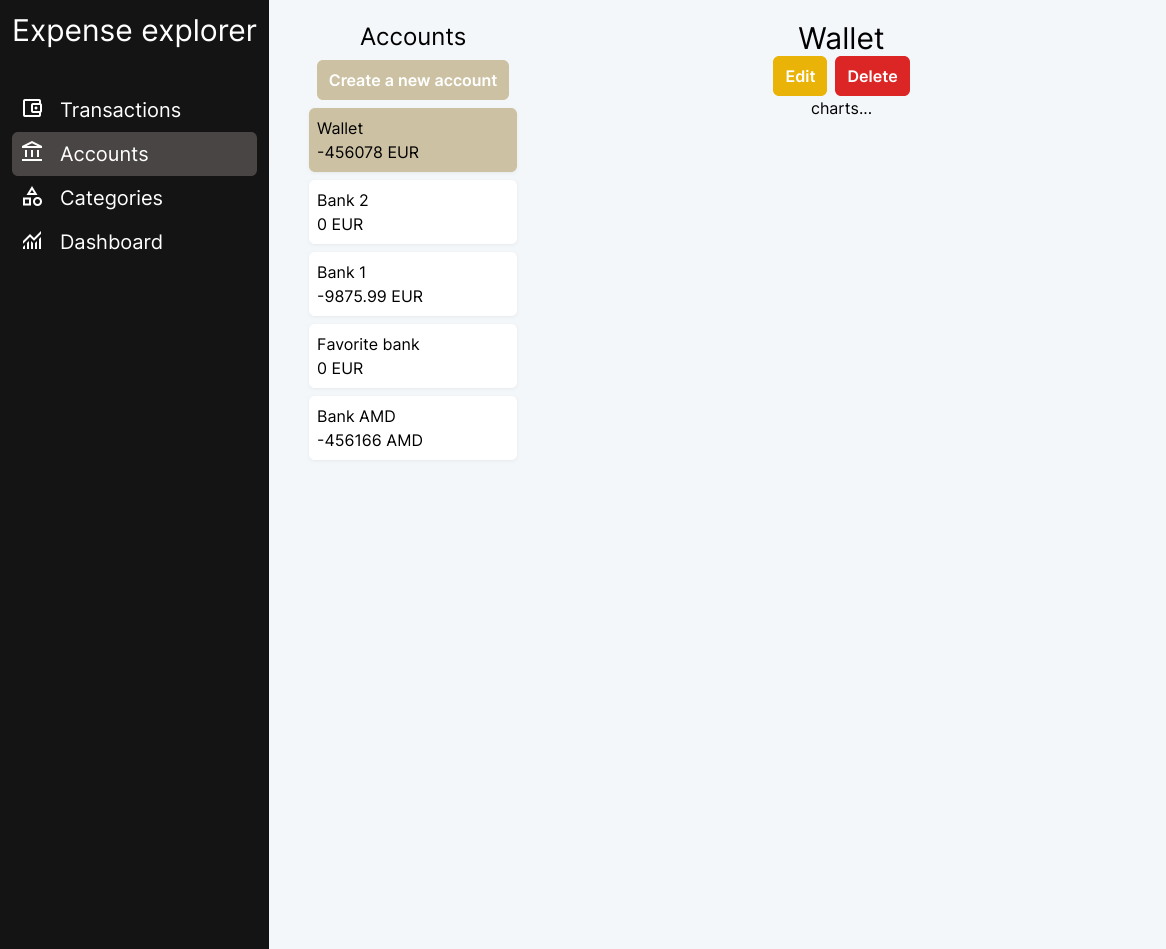 Expense explorer
Transactions
Accounts
Categories
Dashboard
Accounts
Create a new account
Wallet
-456078 EUR
Bank 2
0 EUR
Bank 1
-9875.99 EUR
Favorite bank
0 EUR
Bank AMD
-456166 AMD
Wallet
Edit Delete
charts...